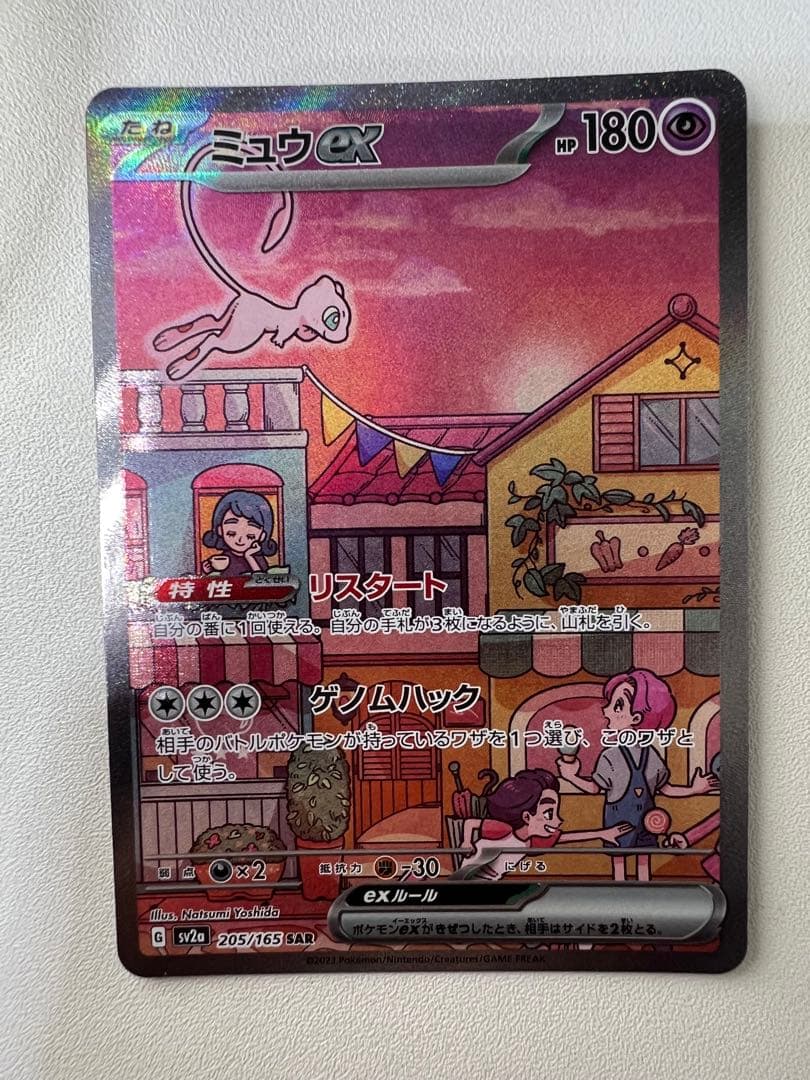 たね ミュウex HP 180
特性 とくせい リスタート
自分の番に1回使える。自分の手札が3枚になるように、山札を引く。
ゲノムハック
相手のバトルポケモンが持っているワザを1つ選び、このワザと
して使う。
弱点 ×2 抵抗力 -30 にげる
exルール
ポケモンexがきぜつしたとき、相手はサイドを2枚とる。
Illus. Natsumi Yoshida
G sv2a 205/165 SAR
©2023 Pokémon/Nintendo/Creatures/GAME FREAK